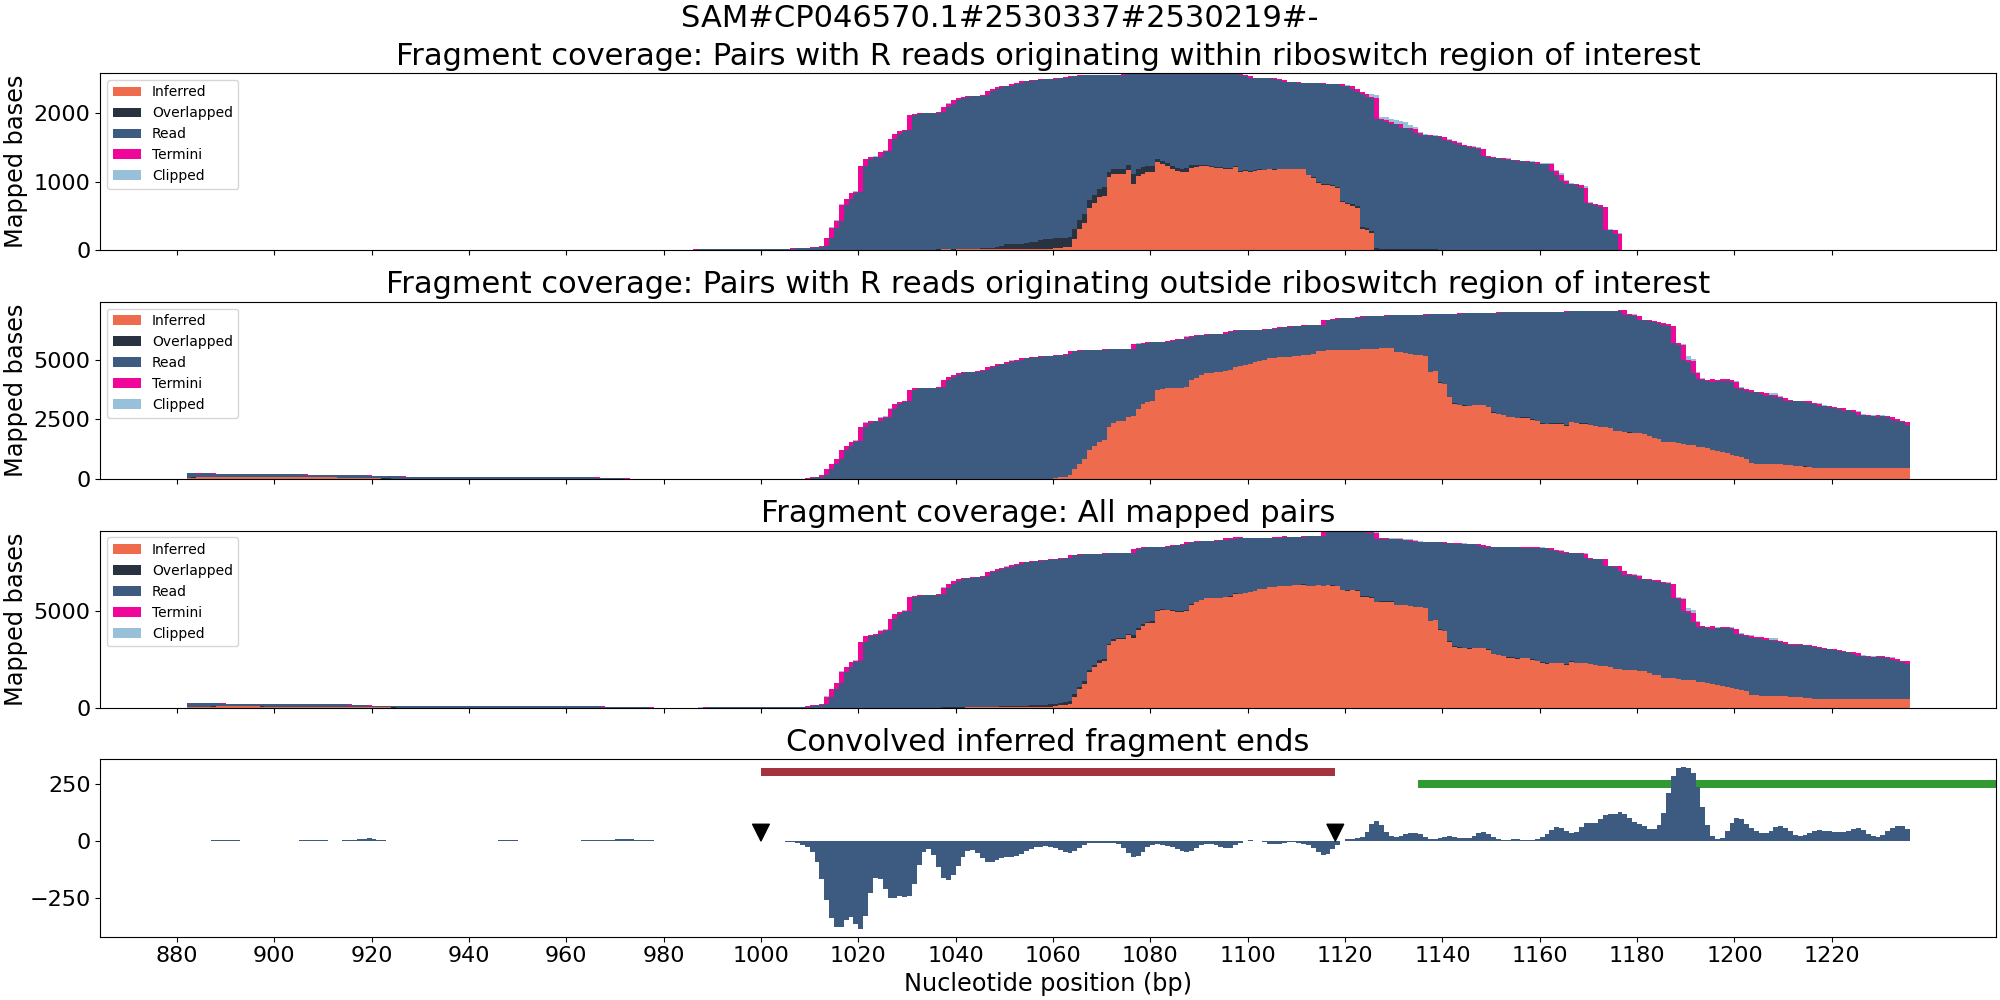 SAM#CP046570.1#2530337#2530219#-
Fragment coverage: Pairs with R reads originating within riboswitch region of interest
Mapped bases
2000
1000
0
Inferred
Overlapped
Read
Termini
Clipped
Fragment coverage: Pairs with R reads originating outside riboswitch region of interest
Mapped bases
5000
2500
0
Inferred
Overlapped
Read
Termini
Clipped
Fragment coverage: All mapped pairs
Mapped bases
5000
0
Inferred
Overlapped
Read
Termini
Clipped
Convolved inferred fragment ends
250
0
−250
880 900 920 940 960 980 1000 1020 1040 1060 1080 1100 1120 1140 1160 1180 1200 1220
Nucleotide position (bp)